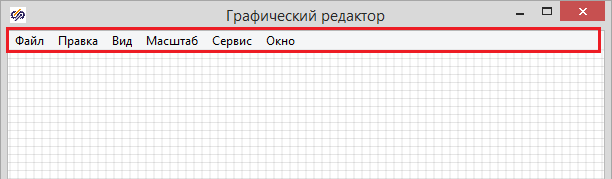 Графический редактор
Файл Правка Вид Масштаб Сервис Окно